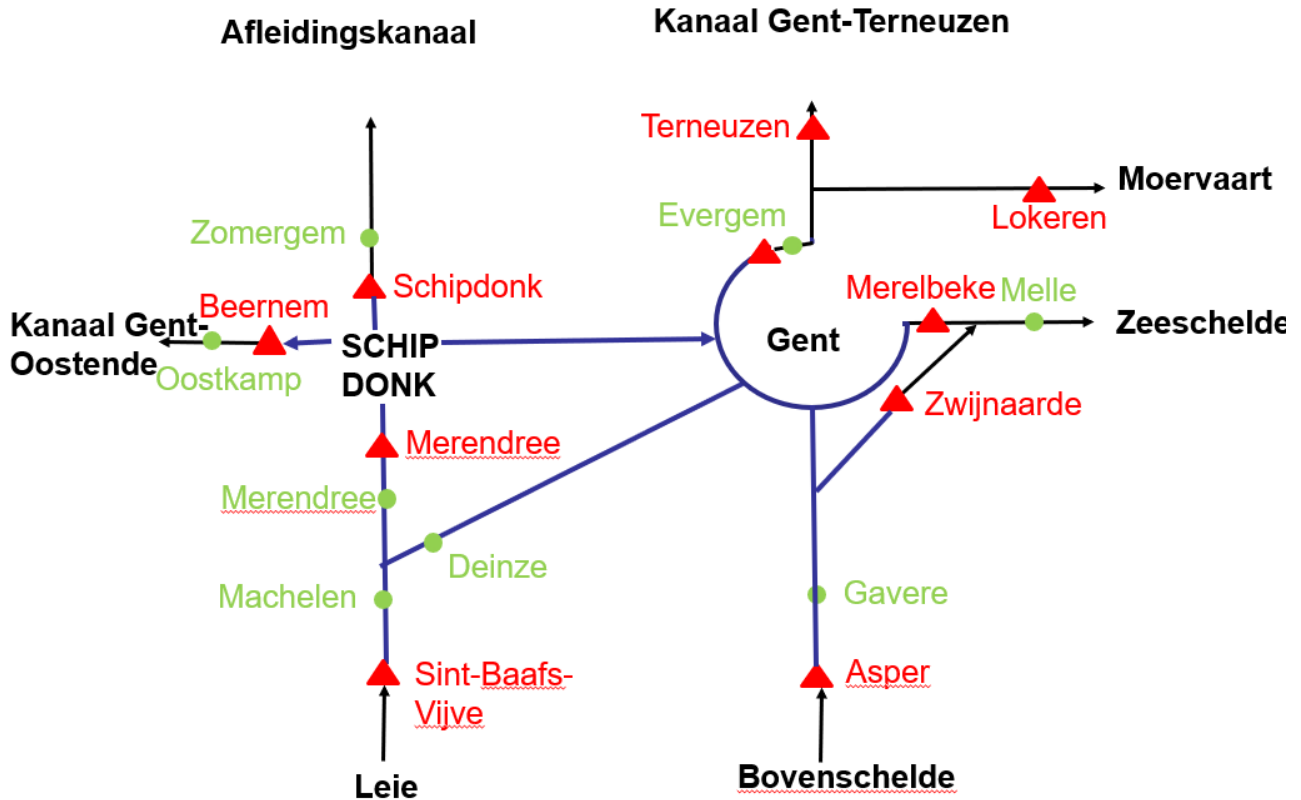 Afleidingskanaal
Kanaal Gent-Terneuzen
Terneuzen
Moervaart
Lokeren
Evergem
Zomergem
Schipdonk
Beernem
Merelbeke
Melle
Kanaal Gent-
Oostende
SCHIP
DONK
Gent
Zeeschelde
Oostkamp
Zwijnaarde
Merendree
Merendree
Deinze
Machelen
Gavere
Sint-Baafs-
Vijve
Asper
Leie
Bovenschelde